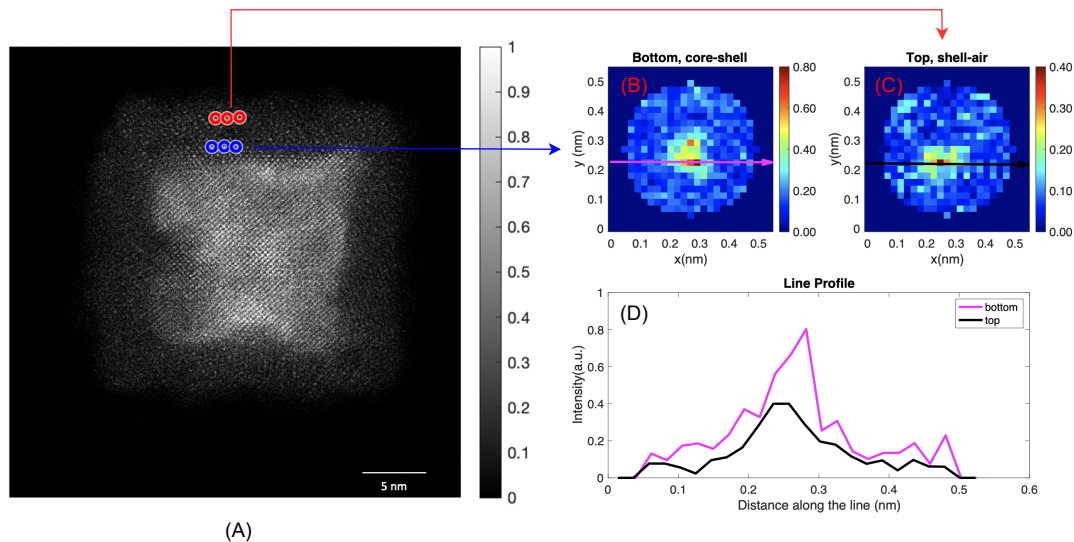 1
0.9
0.8
0.7
0.6
0.5
0.4
0.3
0.2
0.1
0
5 nm
(A)
Bottom, core-shell
(B)
0.5
0.4
0.3
0.2
0.1
0
y (nm)
0 0.1 0.2 0.3 0.4 0.5
x(nm)
0.80
0.60
0.40
0.20
0.00
Top, shell-air
(C)
0.5
0.4
0.3
0.2
0.1
0
y(nm)
0 0.1 0.2 0.3 0.4 0.5
x(nm)
0.40
0.30
0.20
0.10
0.00
Line Profile
(D)
bottom
top
1
0.8
0.6
0.4
0.2
0
Intensity(a.u.)
0 0.1 0.2 0.3 0.4 0.5 0.6
Distance along the line (nm)